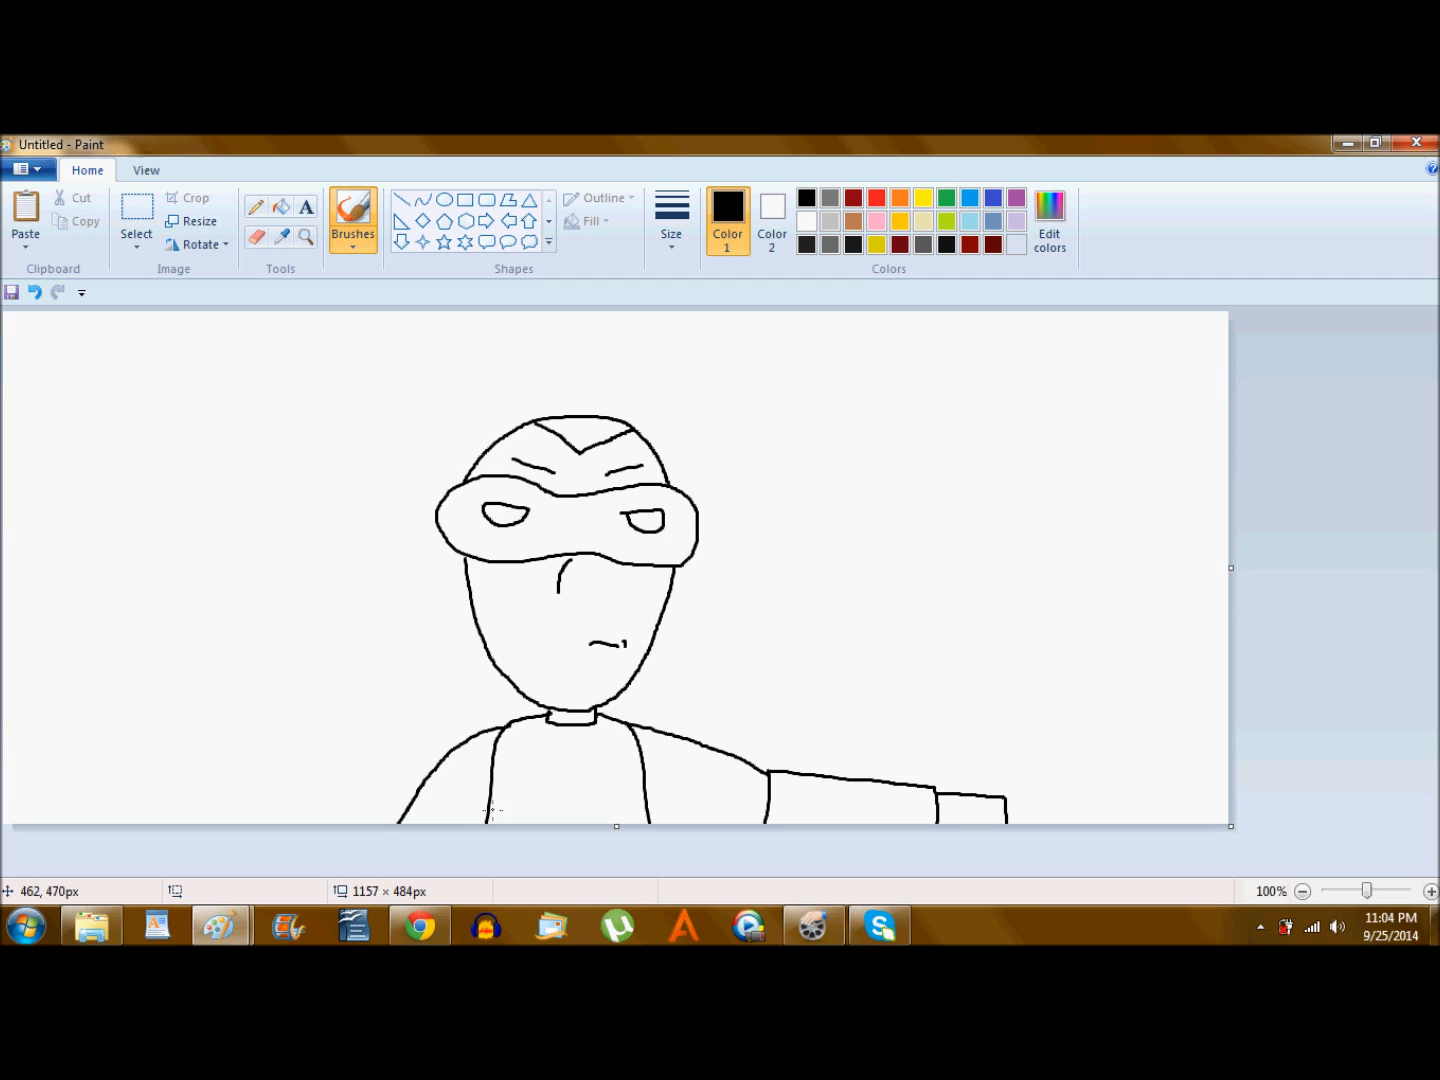 Untitled - Paint
Home View
Cut
Copy
Paste
Clipboard
Select
Crop
Resize
Rotate
Image
A
Tools
Brushes
Shapes
Outline
Fill
Size
Color 1
Color 2
Colors
Edit colors
462, 470px
1157 × 484px
100%
11:04 PM
9/25/2014